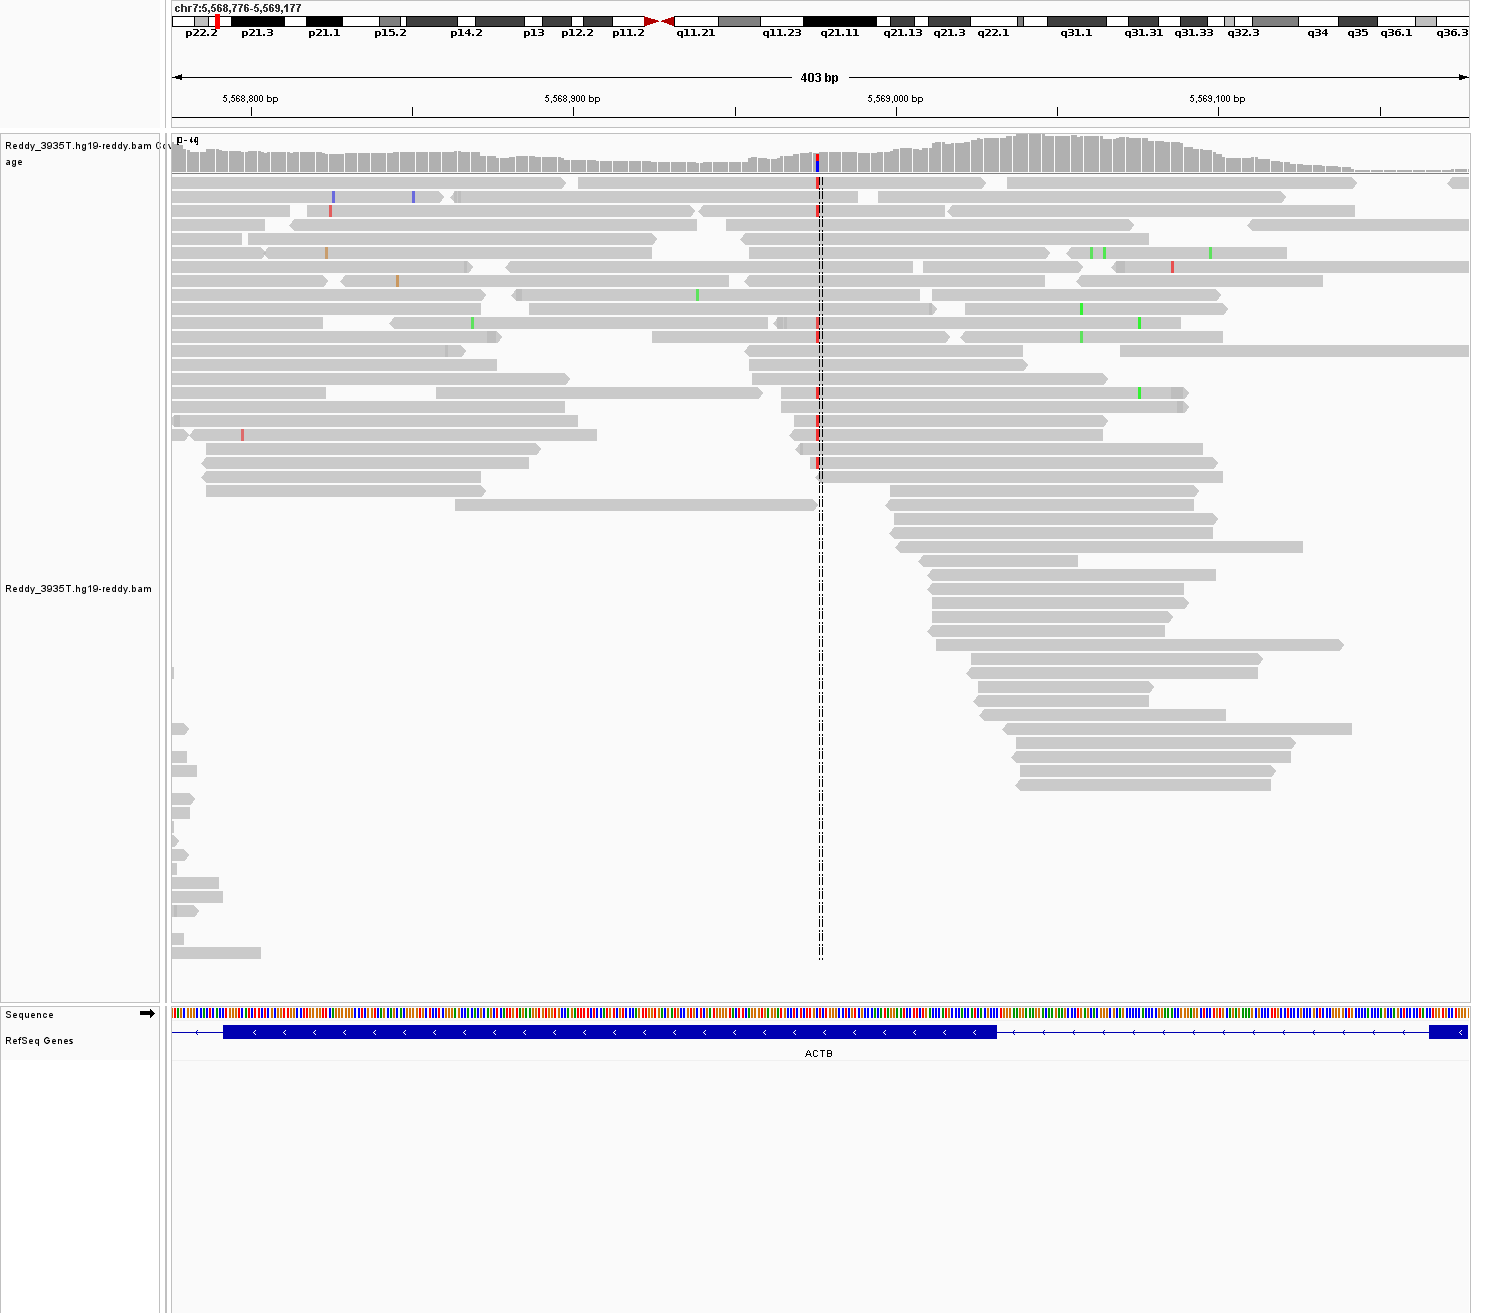 chr7:5,568,776-5,569,177
p22.2 p21.3 p21.1 p15.2 p14.2 p13 p12.2 p11.2 q11.21 q11.23 q21.11 q21.13 q21.3 q22.1 q31.1 q31.31 q31.33 q32.3 q34 q35 q36.1 q36.3
403 bp
5,568,800 bp 5,568,900 bp 5,569,000 bp 5,569,100 bp
Reddy_3935T.hg19-reddy.bam Cov
age
Reddy_3935T.hg19-reddy.bam
Sequence
RefSeq Genes
ACTB